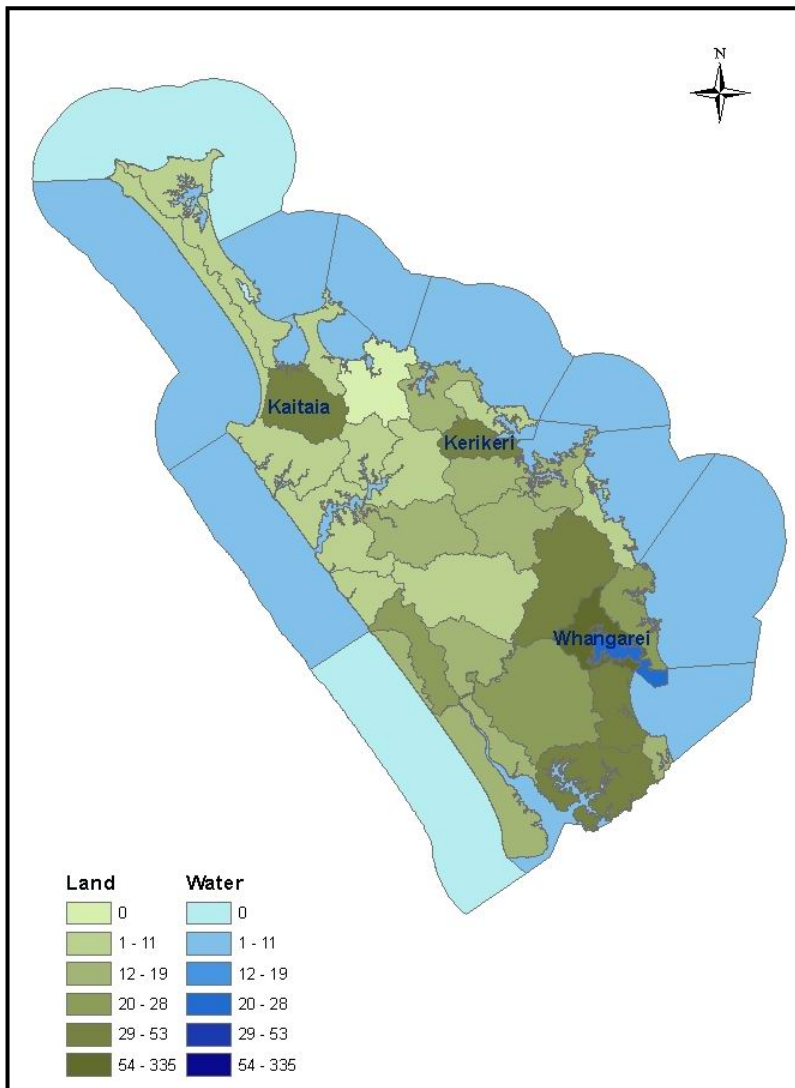 N
Kaitaia
Kerikeri
Whangarei
Land Water
0 0
1 - 11 1 - 11
12 - 19 12 - 19
20 - 28 20 - 28
29 - 53 29 - 53
54 - 335 54 - 335